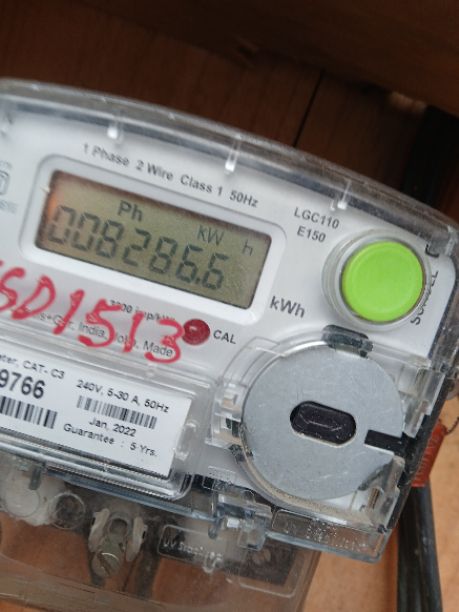 1 Phase 2 Wire Class 1 50Hz
LGC110
E150
Ph
kW h
008286.6
kWh
SD1513
CAL
India
Made
CAT- C3
9766
240V, 5-30 A, 50Hz
Jan, 2022
Guarantee : 5 Yrs.